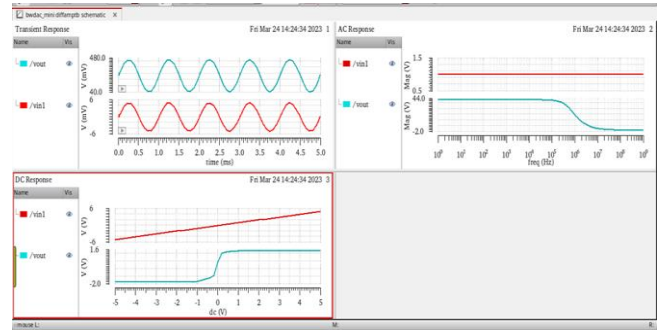 bwdac_mini diffamptb schematic X
Transient Response Fri Mar 24 14:24:34 2023 1
Name Vis
/vout
480.0
V (mV)
40.0
/vin1
6
V (mV)
-6
0.0 0.5 1.0 1.5 2.0 2.5 3.0 3.5 4.0 4.5 5.0
time (ms)
AC Response Fri Mar 24 14:24:34 2023 2
Name Vis
/vin1
1.5
Mag (V)
0.5
/vout
44.0
Mag (V)
-2.0
10⁰ 10¹ 10² 10³ 10⁴ 10⁵ 10⁶ 10⁷ 10⁸ 10⁹
freq (Hz)
DC Response Fri Mar 24 14:24:34 2023 3
Name Vis
/vin1
6
V (V)
-6
/vout
1.6
V (V)
-2.0
-5 -4 -3 -2 -1 0 1 2 3 4 5
dc (V)
mouse L: M: R: